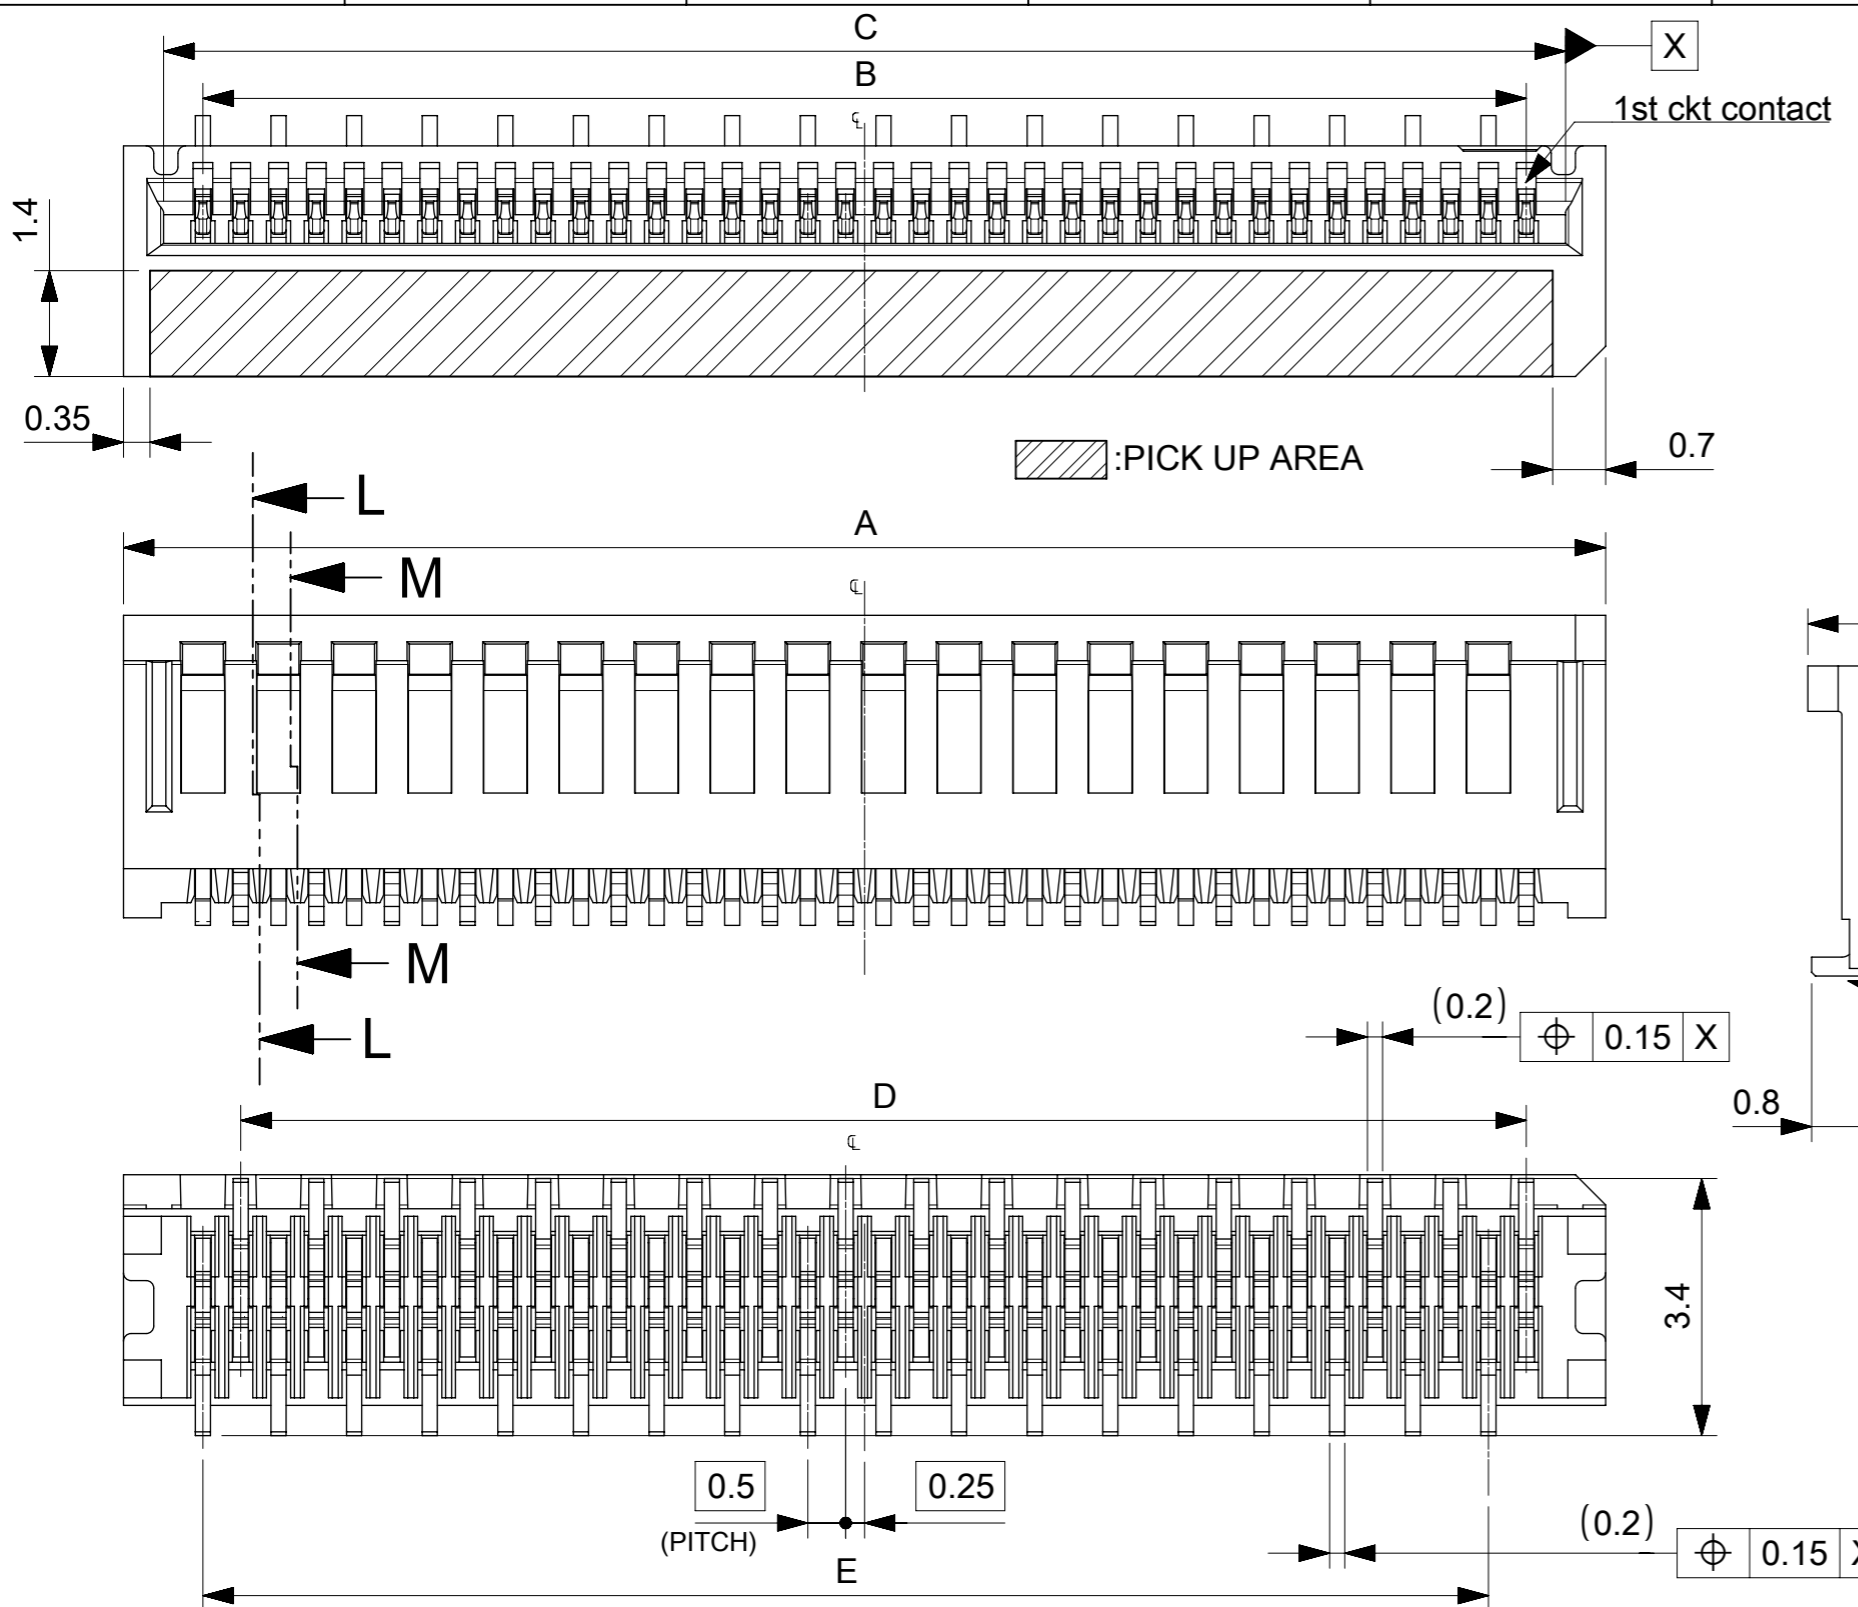 C
X
B
℄
1st ckt contact
1.4
0.35
:PICK UP AREA
0.7
L
A
M
℄
M
L
(0.2)
⌖ 0.15 X
D
0.8
℄
3.4
0.5
0.25
(PITCH)
(0.2)
E
⌖ 0.15 X